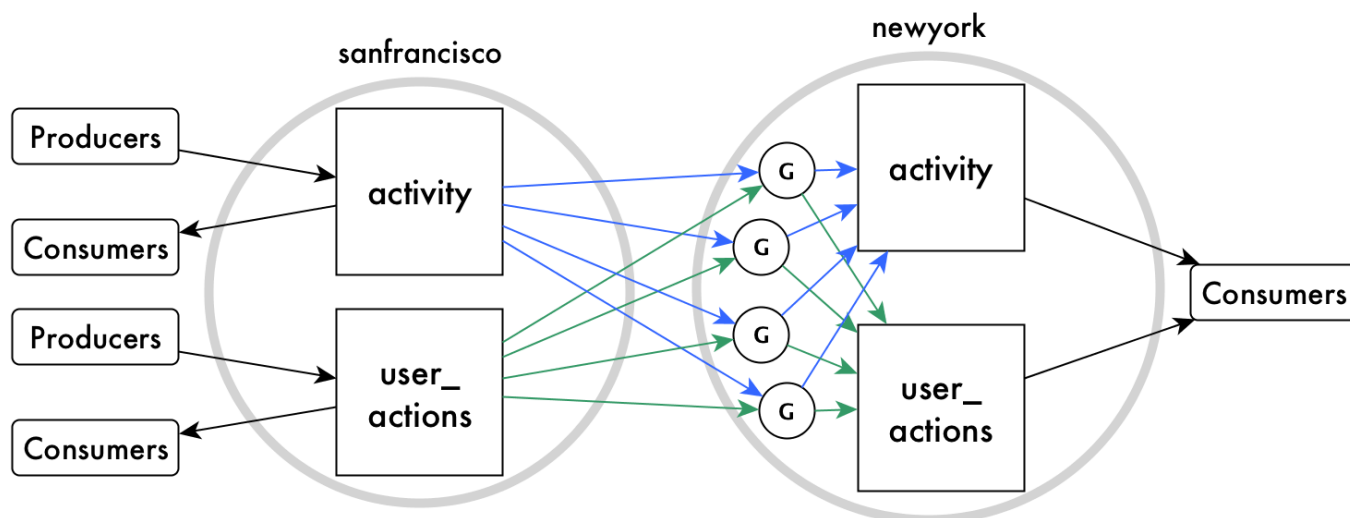 sanfrancisco
newyork
Producers
Consumers
Producers
Consumers
activity
user_
actions
G
G
G
G
activity
user_
actions
Consumers